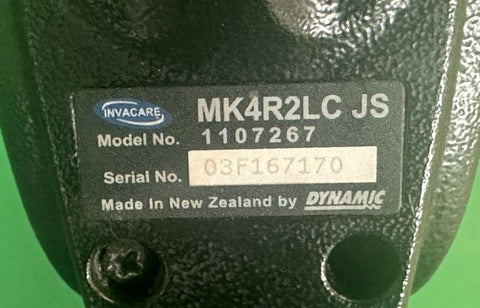 INVACARE MK4R2LC JS
Model No. 1107267
Serial No. 03F167170
Made in New Zealand by DYNAMIC